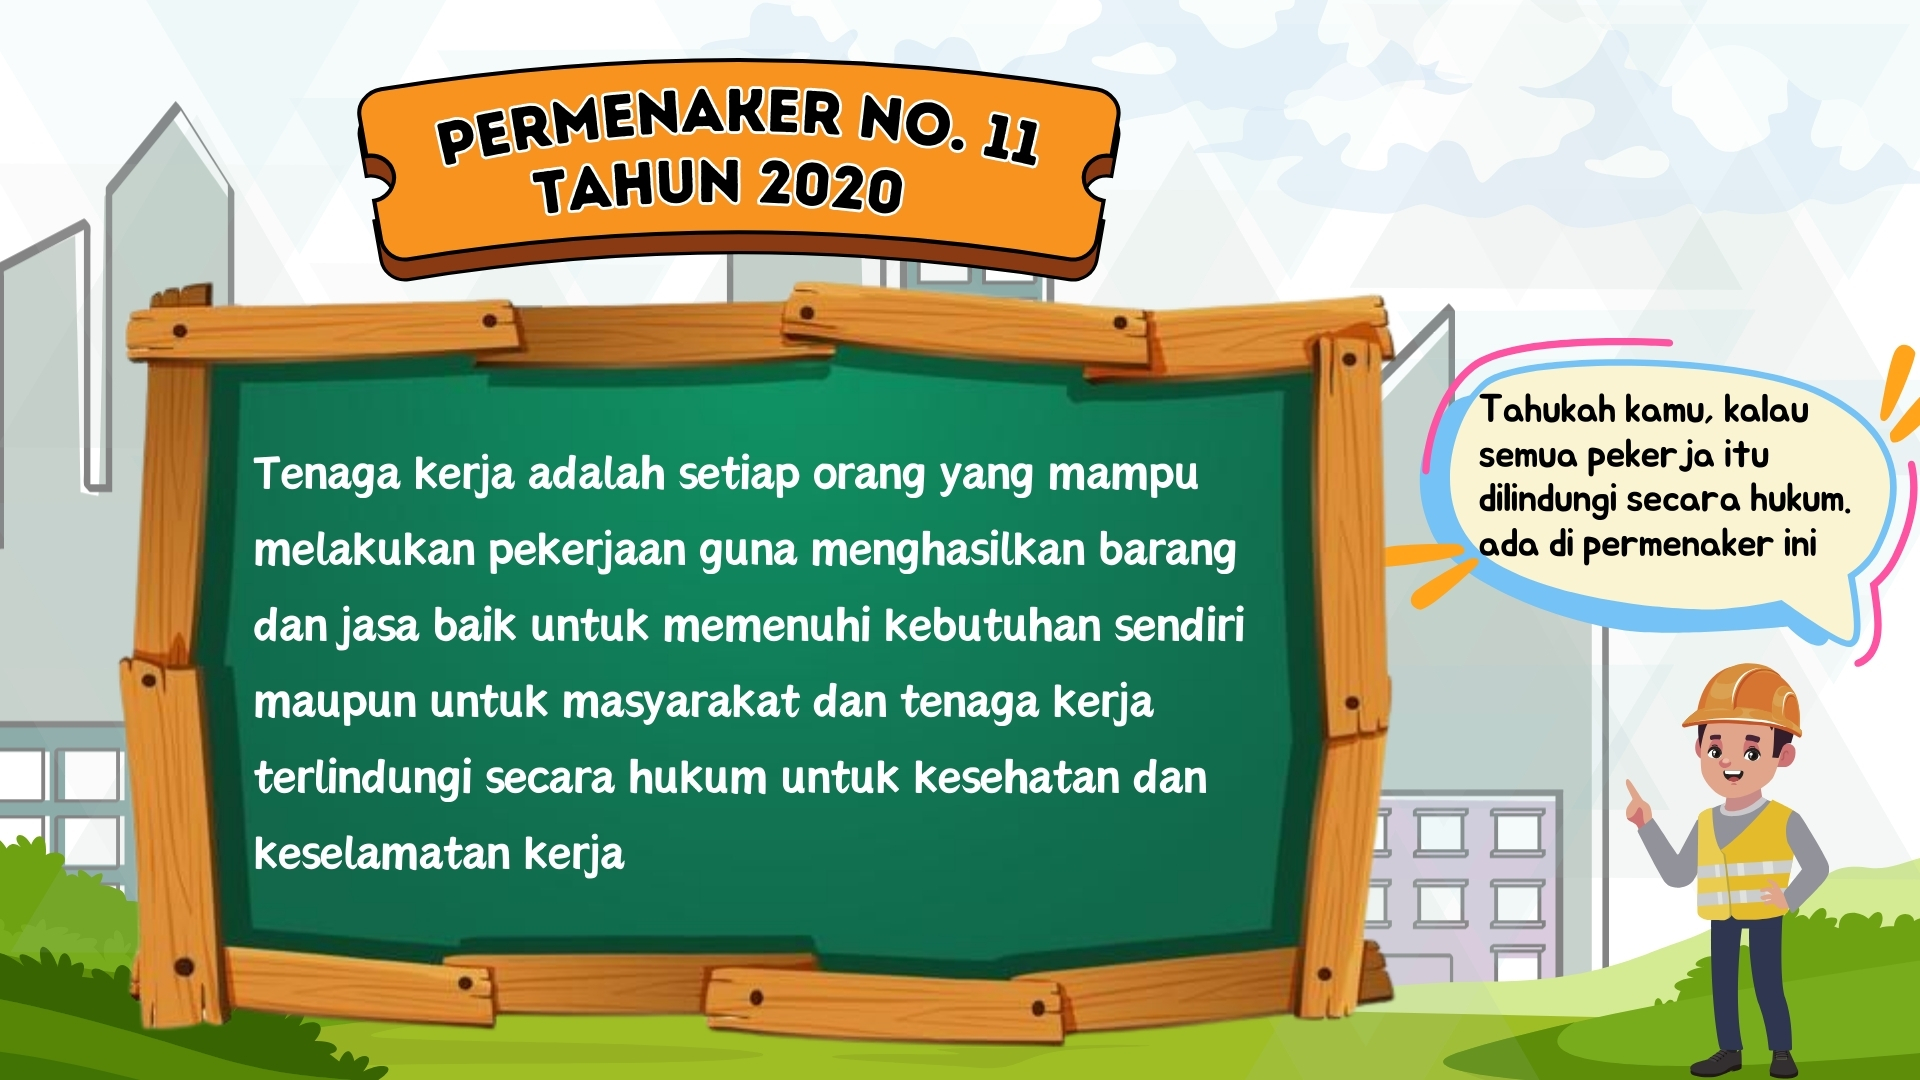 PERMENAKER NO. 11
TAHUN 2020
Tenaga kerja adalah setiap orang yang mampu
melakukan pekerjaan guna menghasilkan barang
dan jasa baik untuk memenuhi kebutuhan sendiri
maupun untuk masyarakat dan tenaga kerja
terlindungi secara hukum untuk kesehatan dan
keselamatan kerja
Tahukah kamu, kalau
semua pekerja itu
dilindungi secara hukum.
ada di permenaker ini